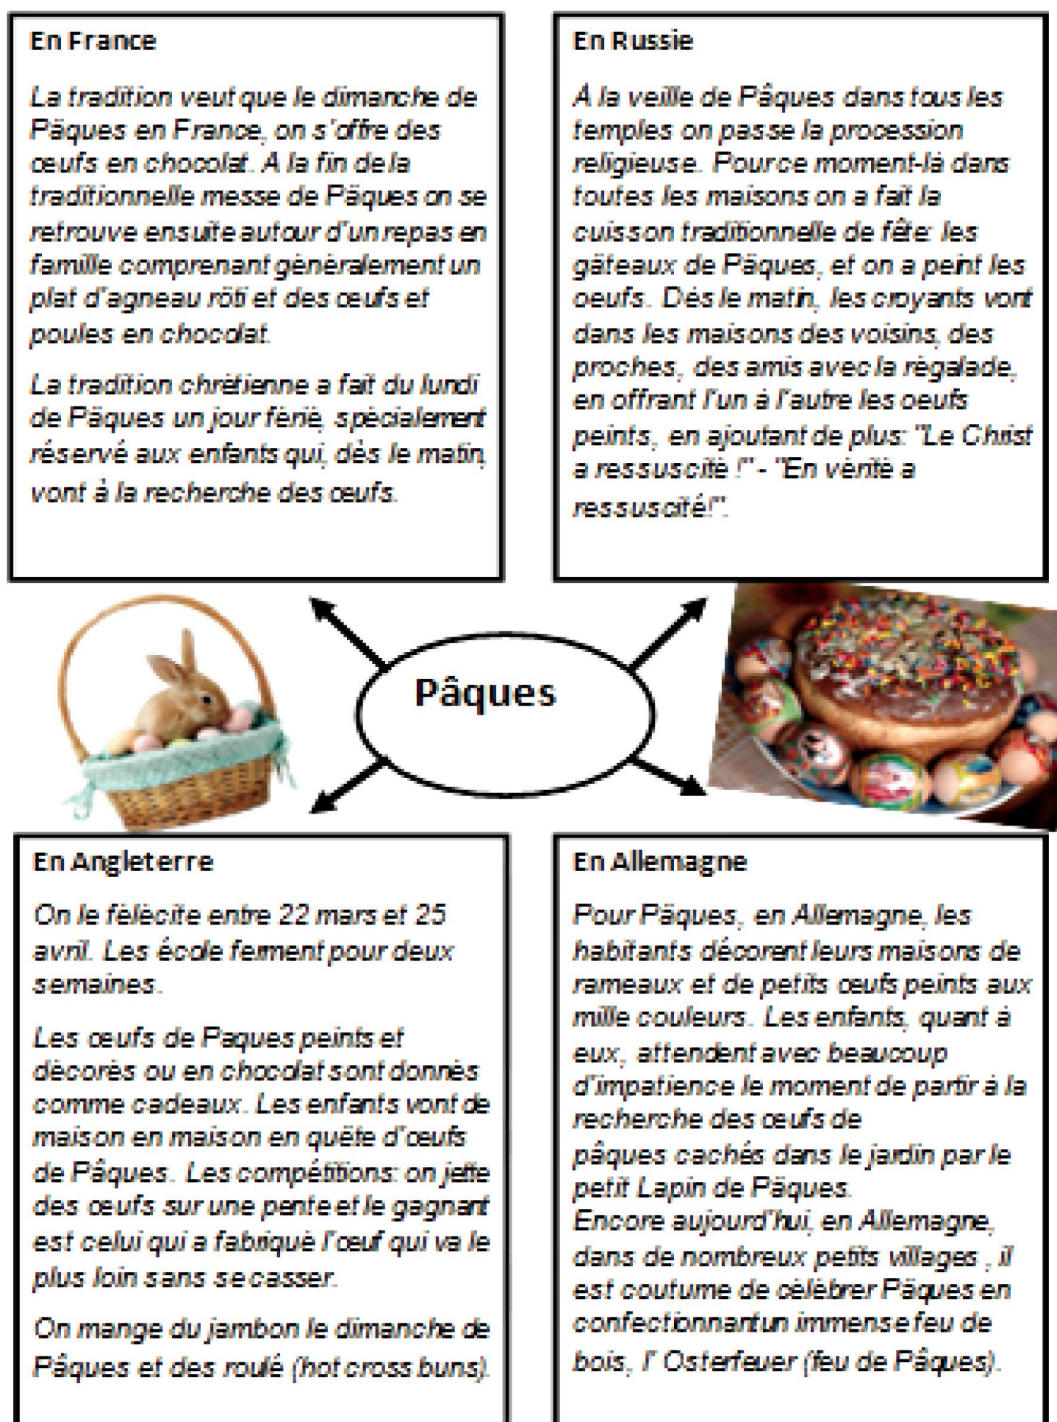 En France
La tradition veut que le dimanche de
Pâques en France, on s'offre des
œufs en chocolat. A la fin de la
traditionnelle messe de Pâques on se
retrouve ensuite autour d'un repas en
famille comprenant généralement un
plat d'agneau rôti et des œufs et
poules en chocolat.
La tradition chrétienne a fait du lundi
de Pâques un jour férié, spécialement
réservé aux enfants qui, dès le matin,
vont à la recherche des œufs.
En Russie
À la veille de Pâques dans tous les
temples on passe la procession
religieuse. Pour ce moment-là dans
toutes les maisons on a fait la
cuisson traditionnelle de fête: les
gâteaux de Pâques, et on a peint les
oeufs. Dès le matin, les croyants vont
dans les maisons des voisins, des
proches, des amis avec la régalade,
en offrant l'un à l'autre les oeufs
peints, en ajoutant de plus: "Le Christ
a ressuscité !" - "En vérité a
ressuscité!".
Pâques
En Angleterre
On le félécite entre 22 mars et 25
avril. Les école ferment pour deux
semaines.
Les œufs de Paques peints et
décorés ou en chocolat sont donnés
comme cadeaux. Les enfants vont de
maison en maison en quête d'œufs
de Pâques. Les compétitions: on jette
des œufs sur une pente et le gagnant
est celui qui a fabriqué l'œuf qui va le
plus loin sans se casser.
On mange du jambon le dimanche de
Pâques et des roulé (hot cross buns).
En Allemagne
Pour Pâques, en Allemagne, les
habitants décorent leurs maisons de
rameaux et de petits œufs peints aux
mille couleurs. Les enfants, quant à
eux, attendent avec beaucoup
d'impatience le moment de partir à la
recherche des œufs de
pâques cachés dans le jardin par le
petit Lapin de Pâques.
Encore aujourd'hui, en Allemagne,
dans de nombreux petits villages , il
est coutume de célébrer Pâques en
confectionnant un immense feu de
bois, l' Osterfeuer (feu de Pâques).